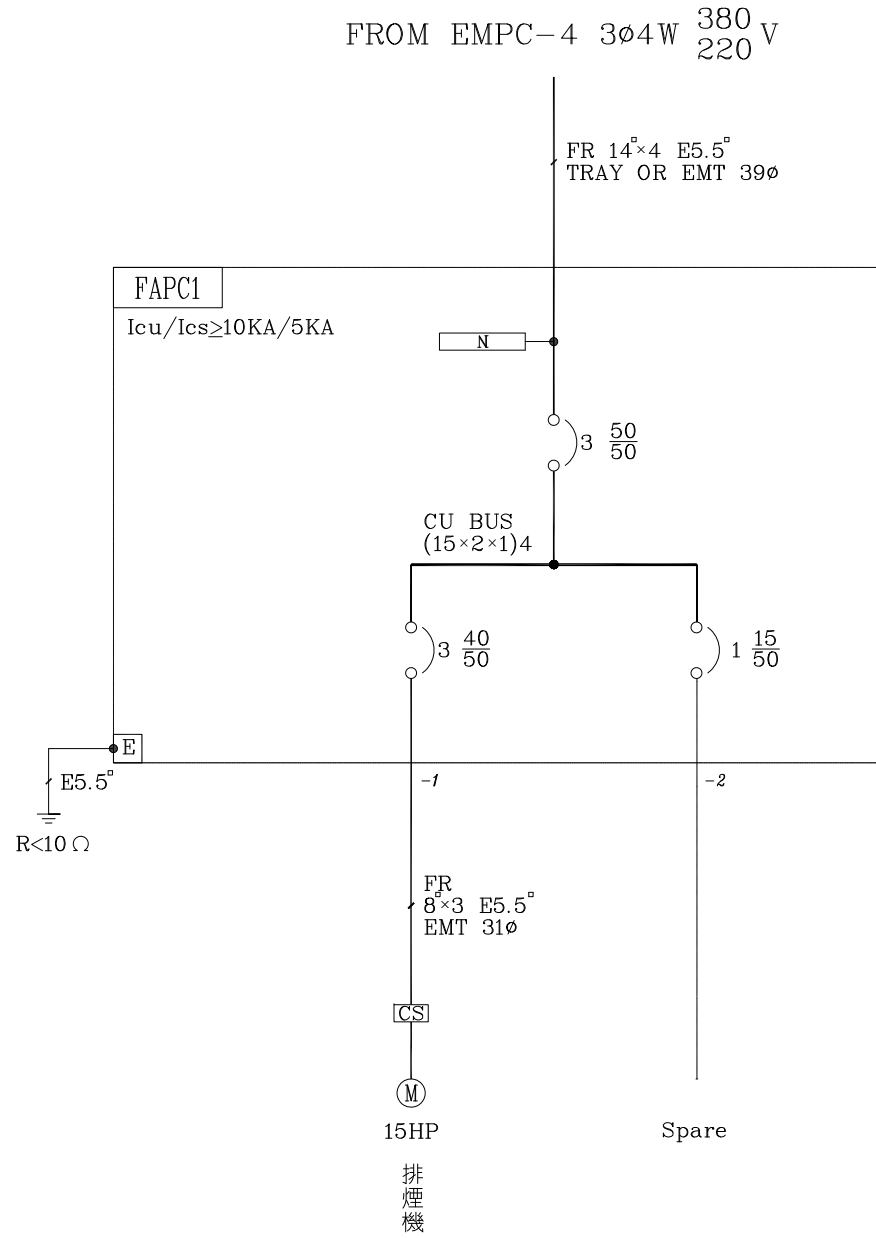 FROM EMPC-4 3ø4W 380/220 V
FR 14□×4 E5.5□
TRAY OR EMT 39ø
FAPC1
Icu/Ics≥10KA/5KA
N
3 50/50
CU BUS
(15×2×1)4
3 40/50
1 15/50
E
E5.5□
R<10Ω
-1
-2
FR
8□×3 E5.5□
EMT 31ø
CS
M
15HP
Spare
排煙機